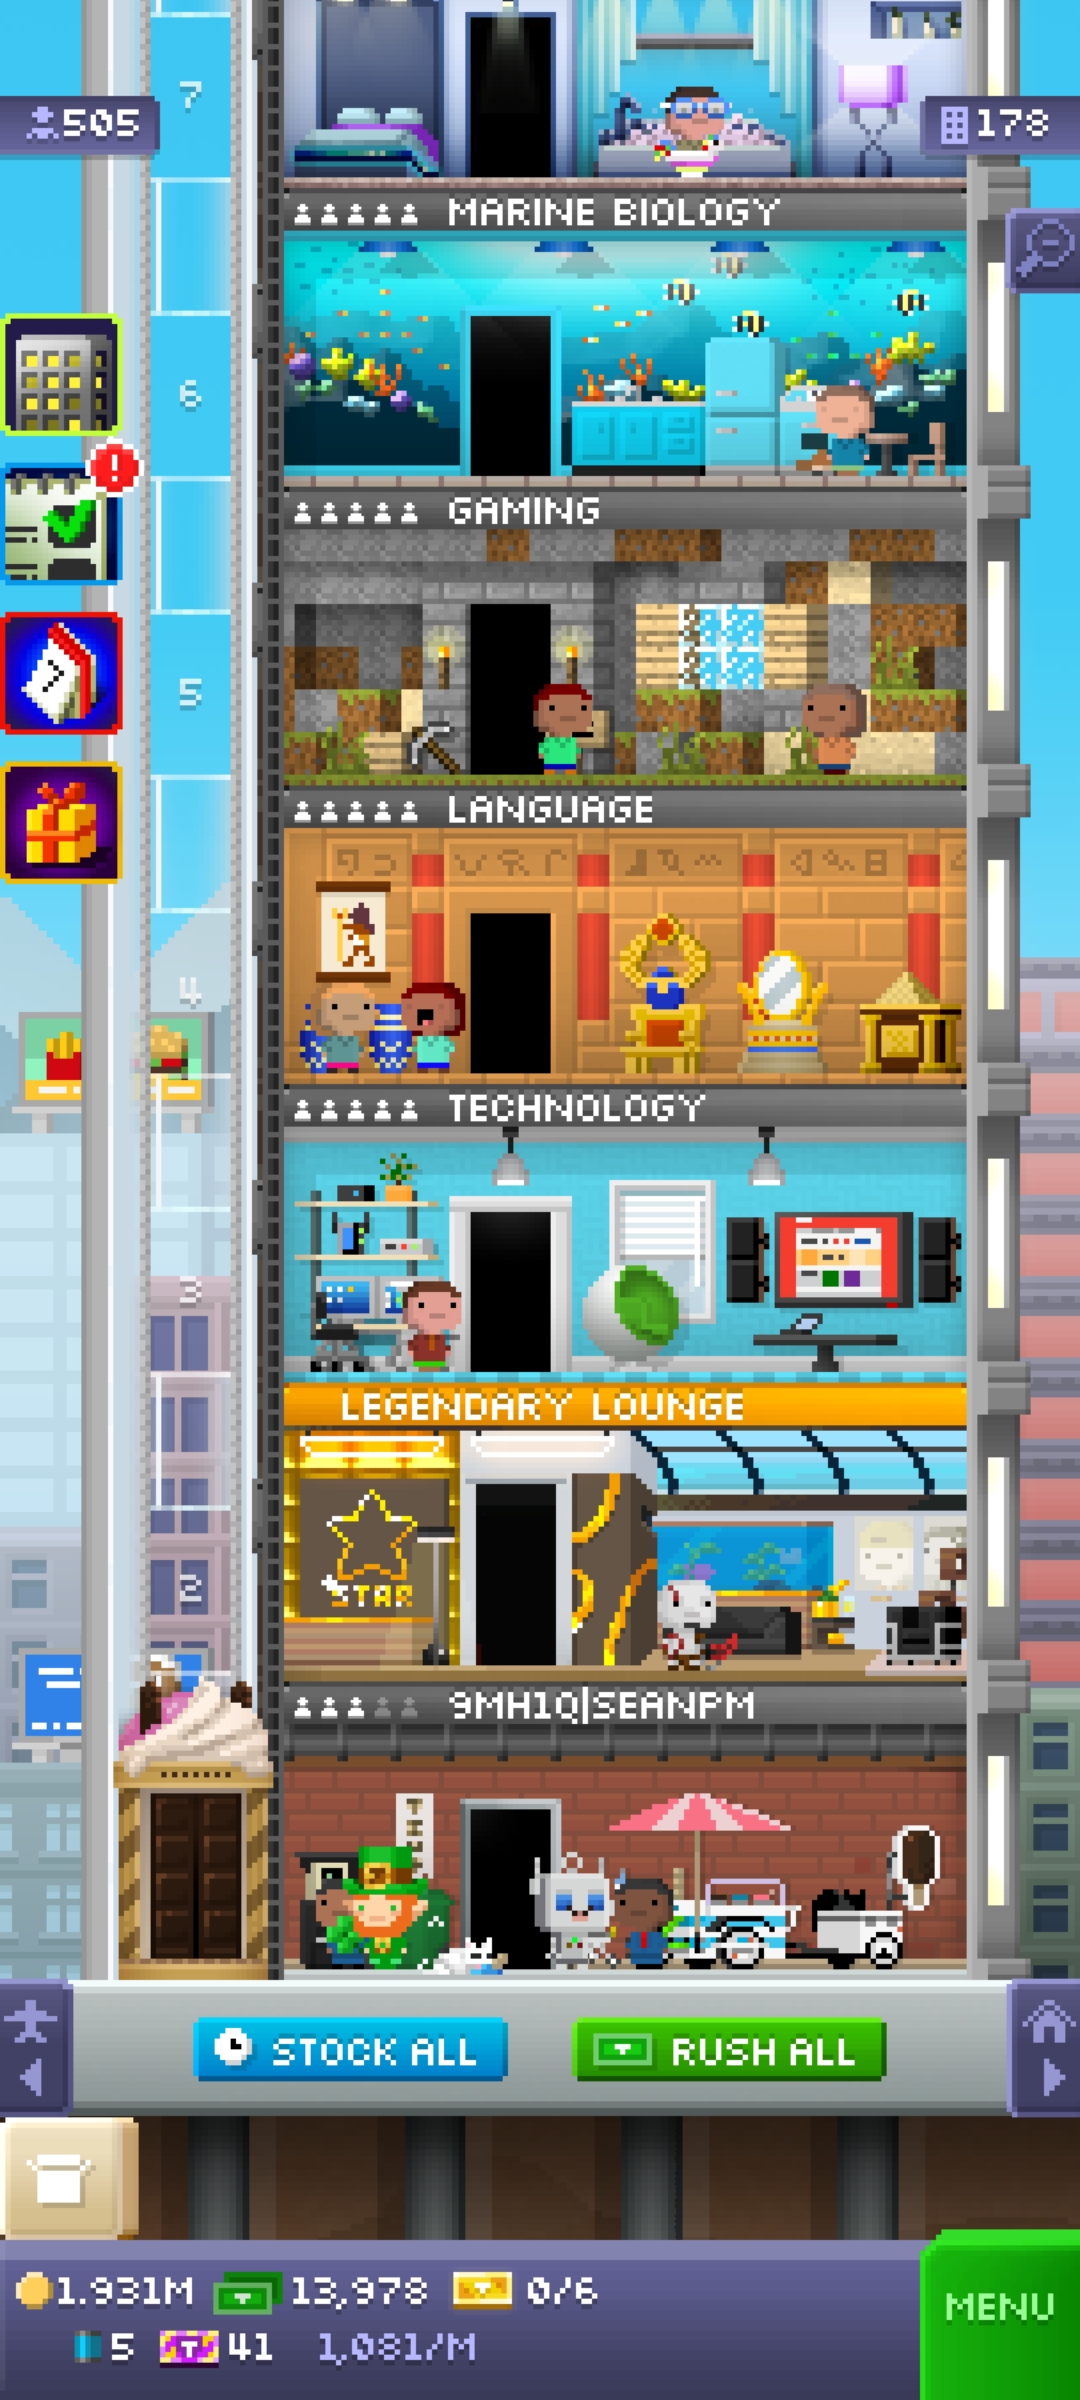 7
505
178
MARINE BIOLOGY
6
GAMING
5
LANGUAGE
4
TECHNOLOGY
3
LEGENDARY LOUNGE
STAR
2
9MH1Q|SEANPM
STOCK ALL
RUSH ALL
1.931M 13,978 0/6
MENU
5 41 1,081/M